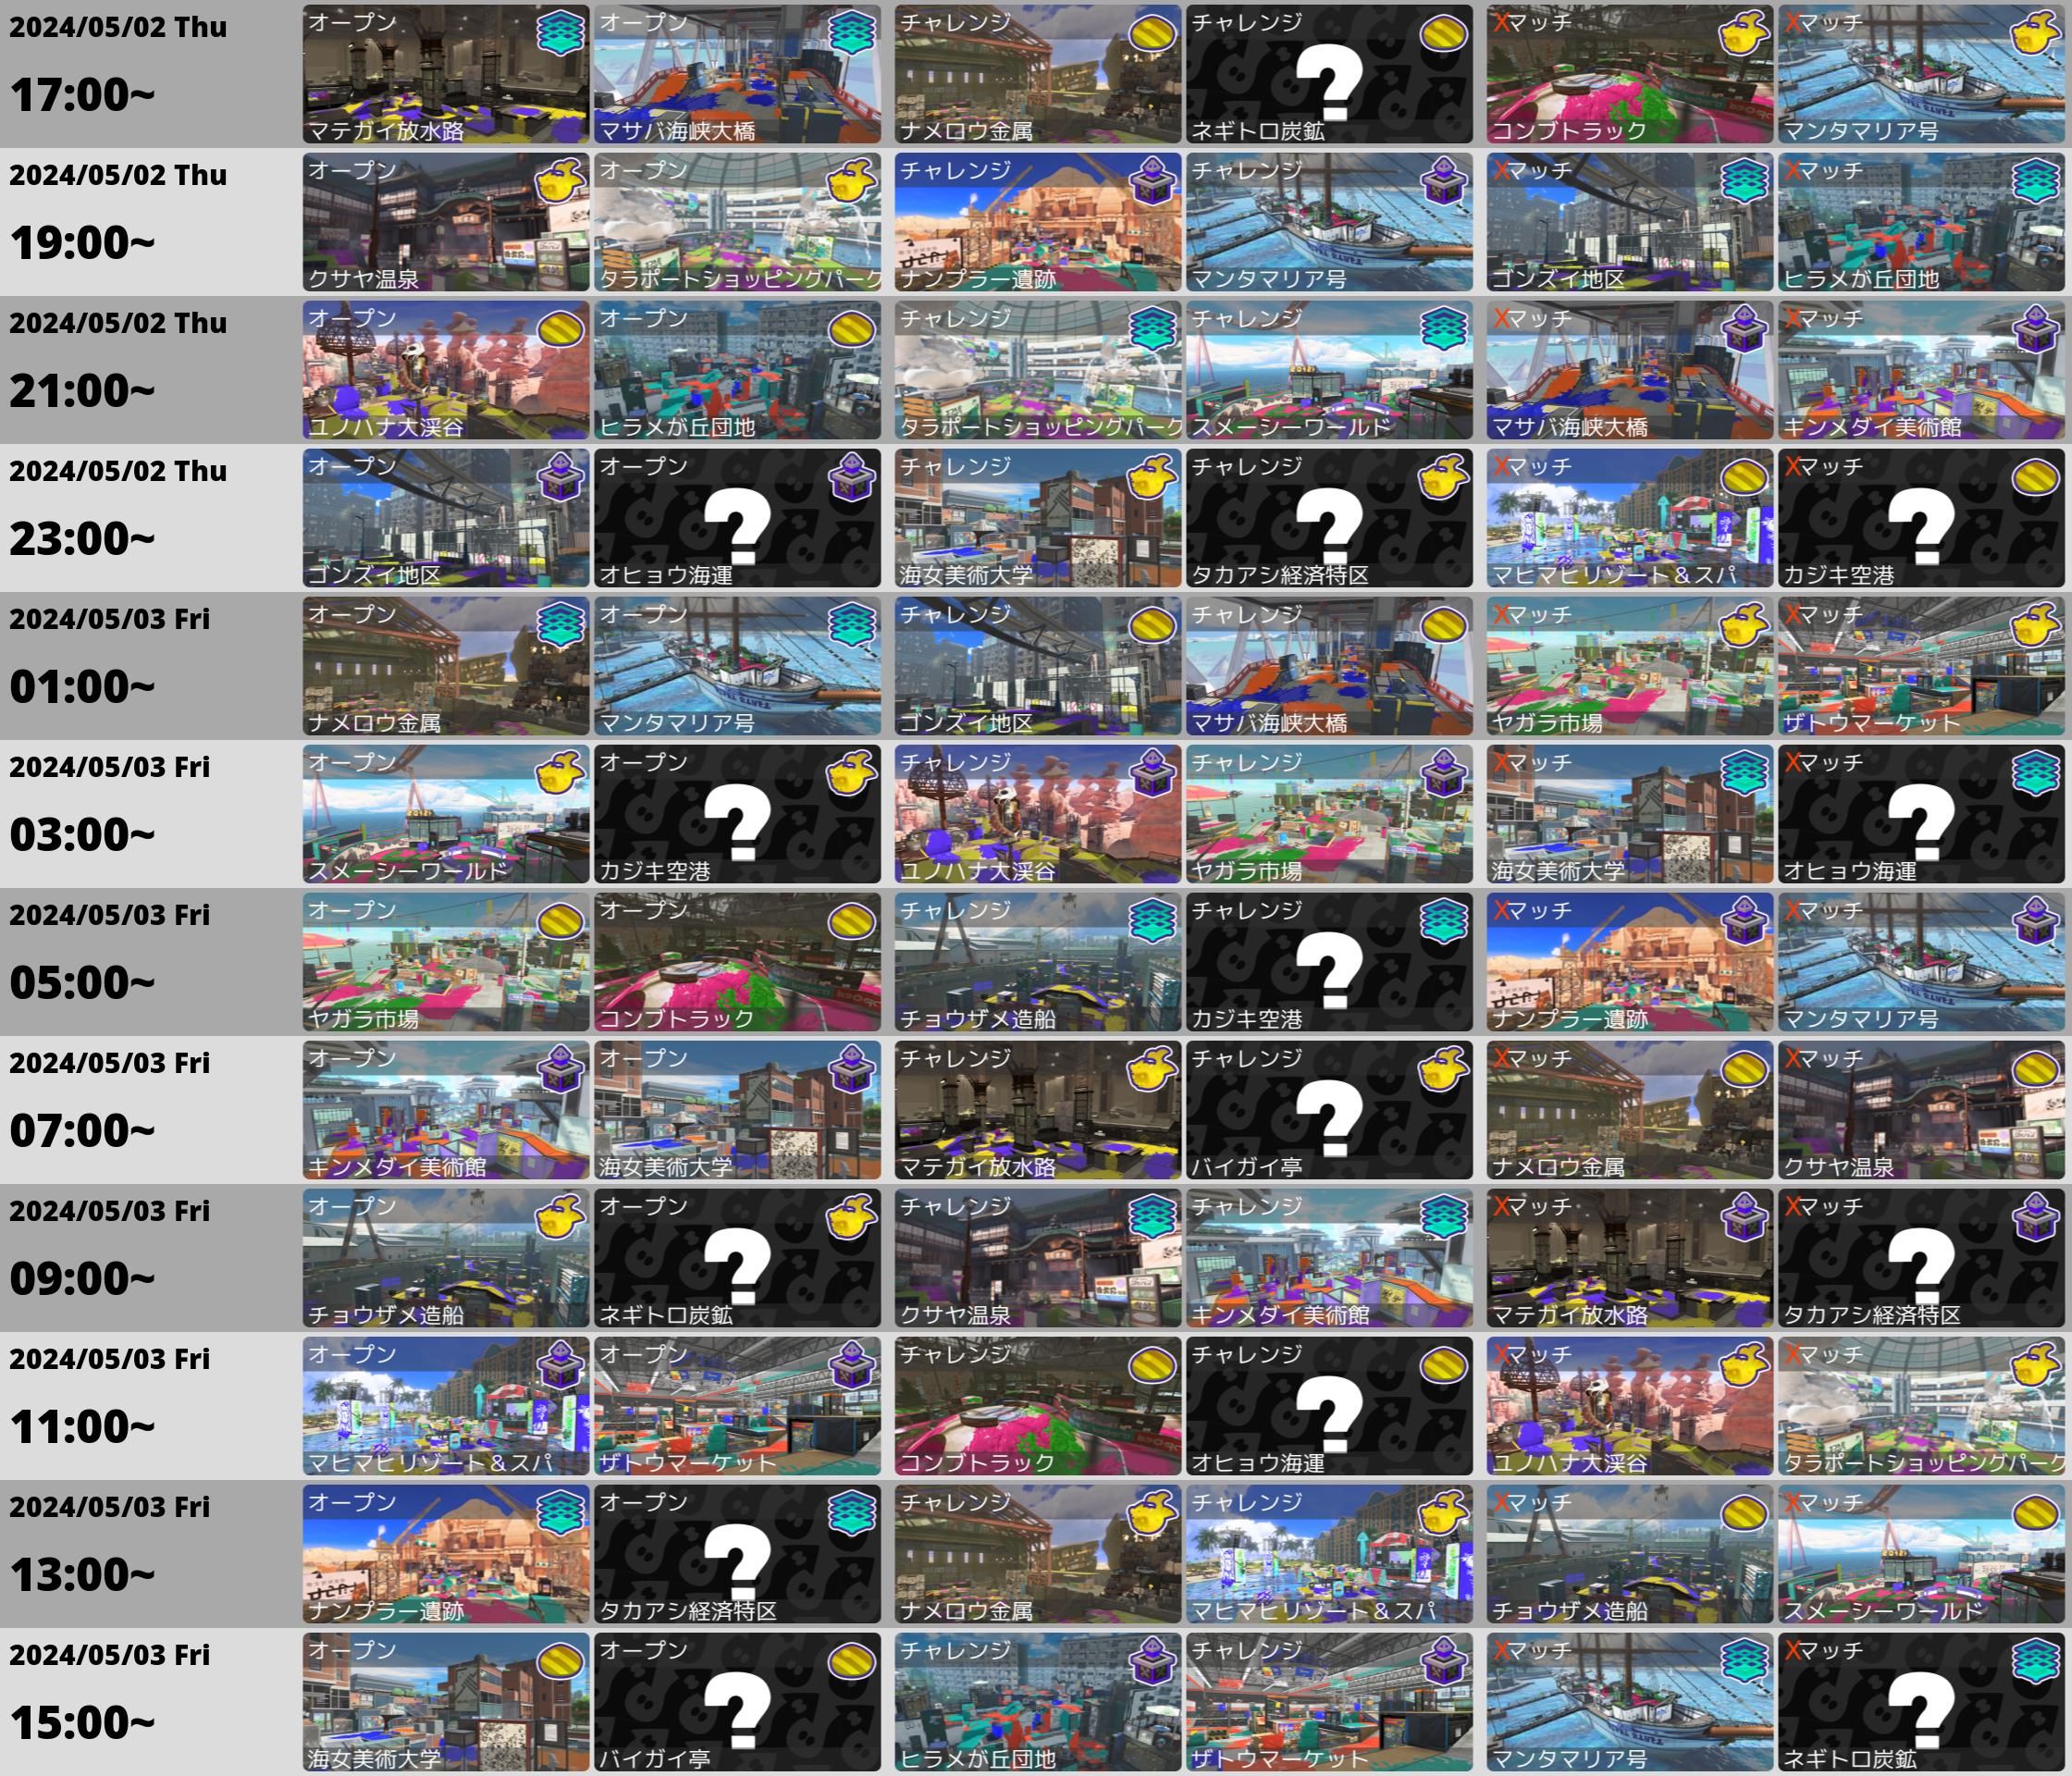 2024/05/02 Thu
17:00~
オープン
マテガイ放水路
オープン
マサバ海峡大橋
チャレンジ
ナメロウ金属
チャレンジ
ネギトロ炭鉱
Xマッチ
コンブトラック
Xマッチ
マンタマリア号
2024/05/02 Thu
19:00~
オープン
クサヤ温泉
オープン
タラポートショッピングパーク
チャレンジ
ナンプラー遺跡
チャレンジ
マンタマリア号
Xマッチ
ゴンズイ地区
Xマッチ
ヒラメが丘団地
2024/05/02 Thu
21:00~
オープン
ユノハナ大渓谷
オープン
ヒラメが丘団地
チャレンジ
タラポートショッピングパーク
チャレンジ
スメーシーワールド
Xマッチ
マサバ海峡大橋
Xマッチ
キンメダイ美術館
2024/05/02 Thu
23:00~
オープン
ゴンズイ地区
オープン
?
オヒョウ海運
チャレンジ
海女美術大学
チャレンジ
?
タカアシ経済特区
Xマッチ
マヒマヒリゾート＆スパ
Xマッチ
?
カジキ空港
2024/05/03 Fri
01:00~
オープン
ナメロウ金属
オープン
マンタマリア号
チャレンジ
ゴンズイ地区
チャレンジ
マサバ海峡大橋
Xマッチ
ヤガラ市場
Xマッチ
ザトウマーケット
2024/05/03 Fri
03:00~
オープン
スメーシーワールド
オープン
?
カジキ空港
チャレンジ
ユノハナ大渓谷
チャレンジ
ヤガラ市場
Xマッチ
海女美術大学
Xマッチ
?
オヒョウ海運
2024/05/03 Fri
05:00~
オープン
ヤガラ市場
オープン
コンブトラック
チャレンジ
チョウザメ造船
チャレンジ
?
カジキ空港
Xマッチ
ナンプラー遺跡
Xマッチ
マンタマリア号
2024/05/03 Fri
07:00~
オープン
キンメダイ美術館
オープン
海女美術大学
チャレンジ
マテガイ放水路
チャレンジ
?
バイガイ亭
Xマッチ
ナメロウ金属
Xマッチ
クサヤ温泉
2024/05/03 Fri
09:00~
オープン
チョウザメ造船
オープン
?
ネギトロ炭鉱
チャレンジ
クサヤ温泉
チャレンジ
キンメダイ美術館
Xマッチ
マテガイ放水路
Xマッチ
?
タカアシ経済特区
2024/05/03 Fri
11:00~
オープン
マヒマヒリゾート＆スパ
オープン
ザトウマーケット
チャレンジ
コンブトラック
チャレンジ
?
オヒョウ海運
Xマッチ
ユノハナ大渓谷
Xマッチ
タラポートショッピングパーク
2024/05/03 Fri
13:00~
オープン
ナンプラー遺跡
オープン
?
タカアシ経済特区
チャレンジ
ナメロウ金属
チャレンジ
マヒマヒリゾート＆スパ
Xマッチ
チョウザメ造船
Xマッチ
スメーシーワールド
2024/05/03 Fri
15:00~
オープン
海女美術大学
オープン
?
バイガイ亭
チャレンジ
ヒラメが丘団地
チャレンジ
ザトウマーケット
Xマッチ
マンタマリア号
Xマッチ
?
ネギトロ炭鉱